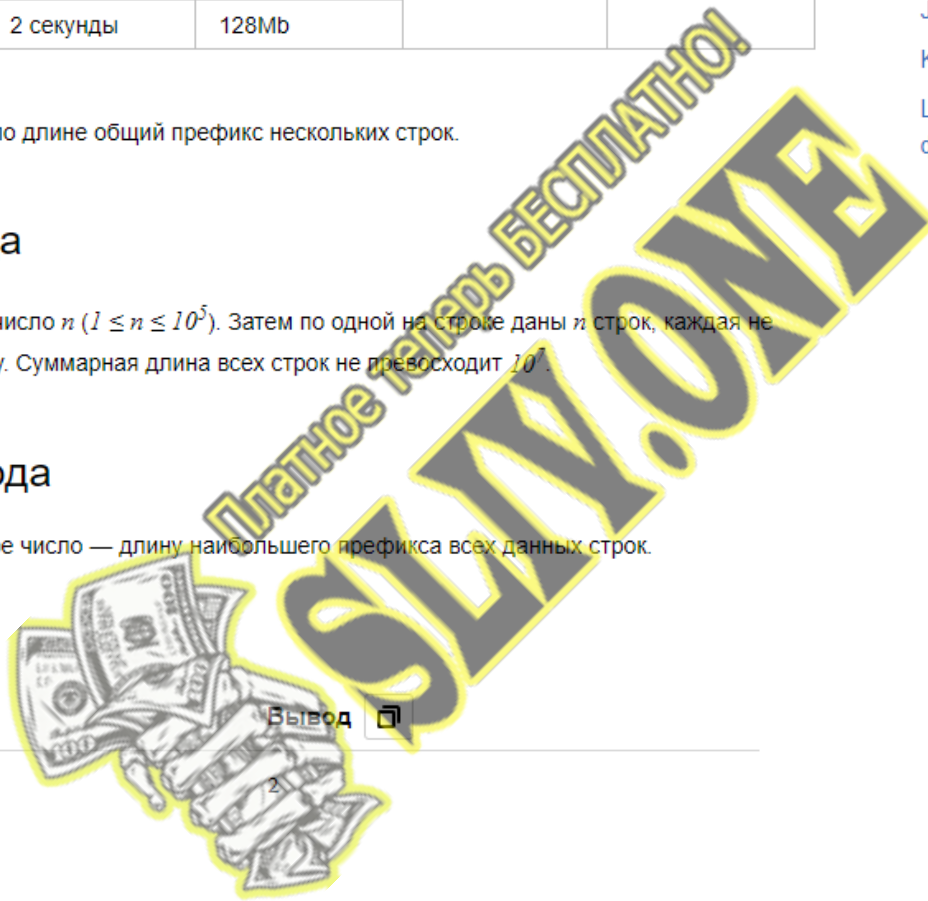 2 секунды 128Mb
по длине общий префикс нескольких строк.
а
число n (1 ≤ n ≤ 10⁵). Затем по одной на строке даны n строк, каждая не
у. Суммарная длина всех строк не превосходит 10⁷.
ода
е число — длину наибольшего префикса всех данных строк.
Вывод
2
Платное теперь БЕСПЛАТНО!
SLIY.ONE